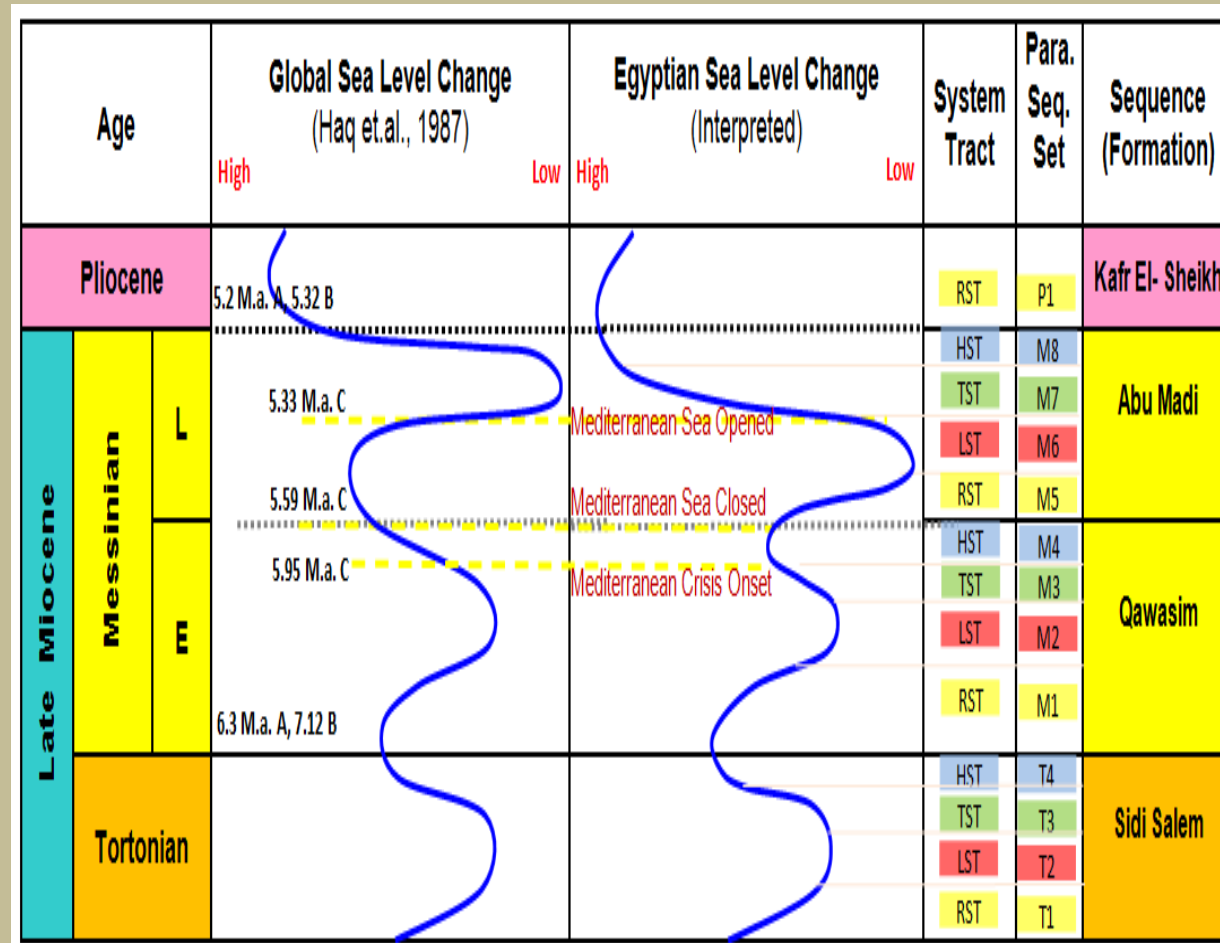 Age
Global Sea Level Change
(Haq et.al., 1987)
High
Low
Egyptian Sea Level Change
(Interpreted)
High
Low
System
Tract
Para.
Seq.
Set
Sequence
(Formation)
Pliocene
5.2 M.a. A, 5.32 B
RST
P1
Kafr El- Sheikh
Late Miocene
Messinian
L
5.33 M.a. C
Mediterranean Sea Opened
5.59 M.a. C
Mediterranean Sea Closed
HST
M8
TST
M7
LST
M6
RST
M5
Abu Madi
E
5.95 M.a. C
Mediterranean Crisis Onset
6.3 M.a. A, 7.12 B
HST
M4
TST
M3
LST
M2
RST
M1
Qawasim
Tortonian
HST
T4
TST
T3
LST
T2
RST
T1
Sidi Salem